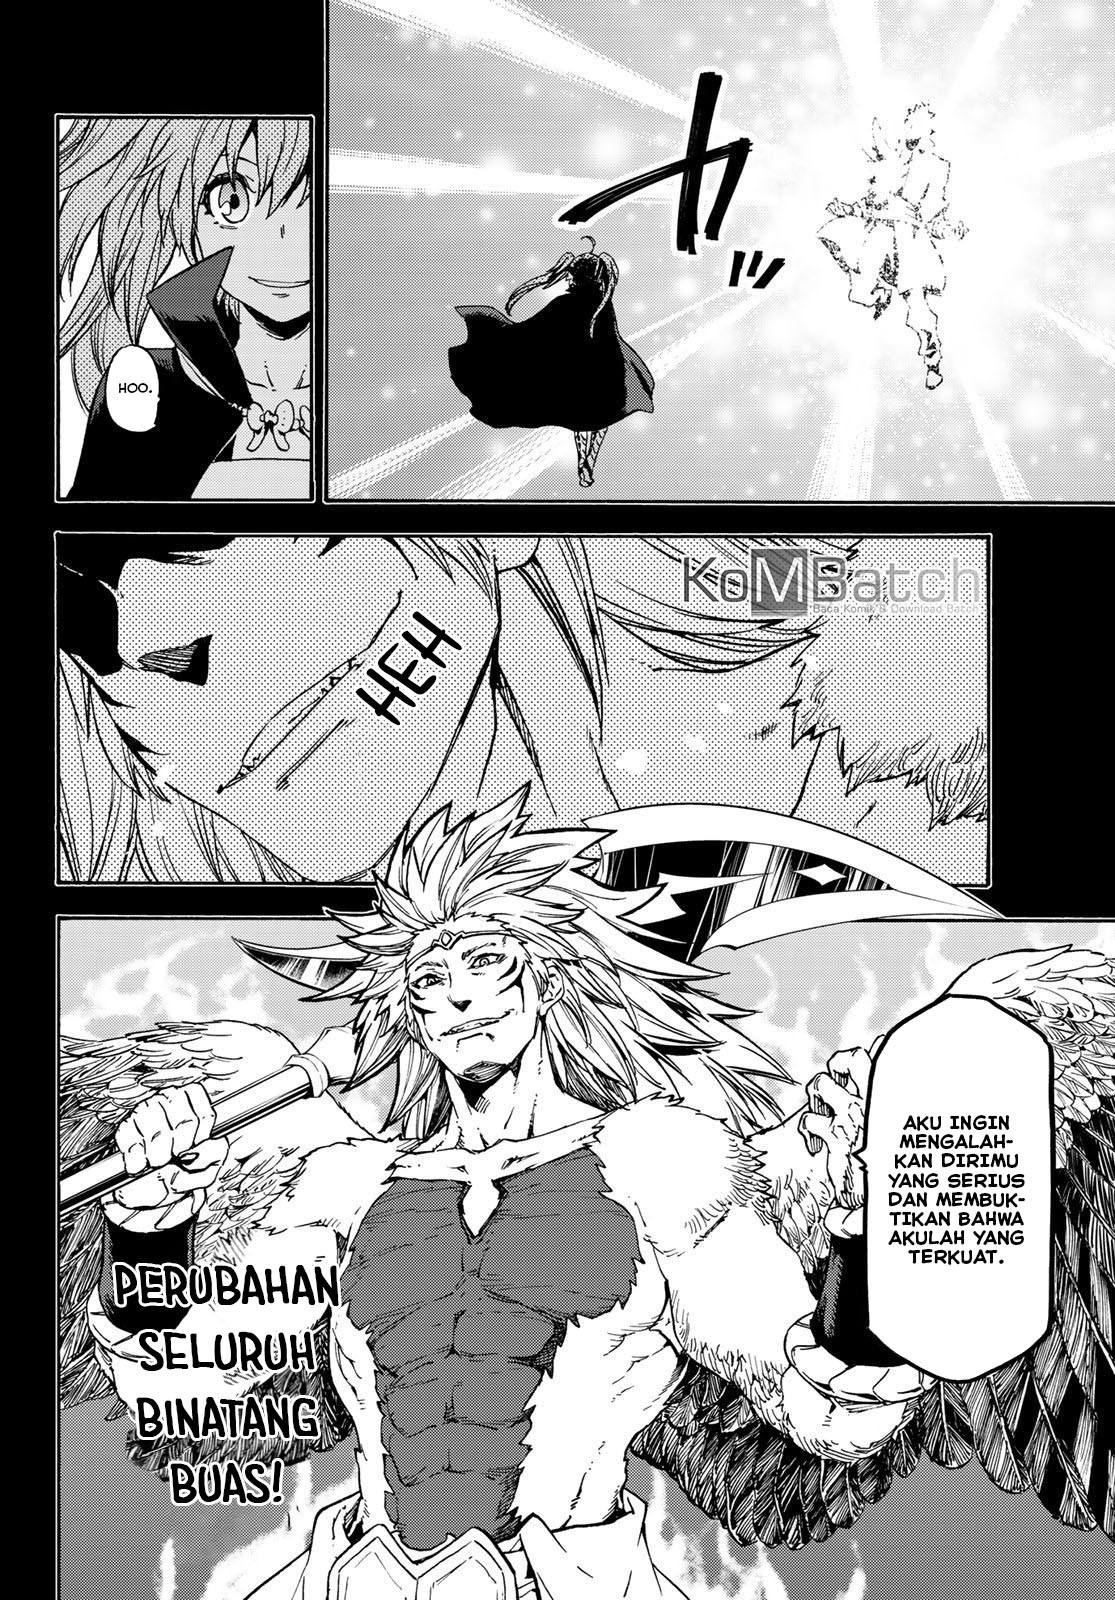 カッ
HOO.
KOMBatch
Baca Komik & Download Batch
HEH
AKU INGIN
MENGALAH-
KAN DIRIMU
YANG SERIUS
DAN MEMBUK-
TIKAN BAHWA
AKULAH YANG
TERKUAT.
PERUBAHAN
SELURUH
BINATANG
BUAS!